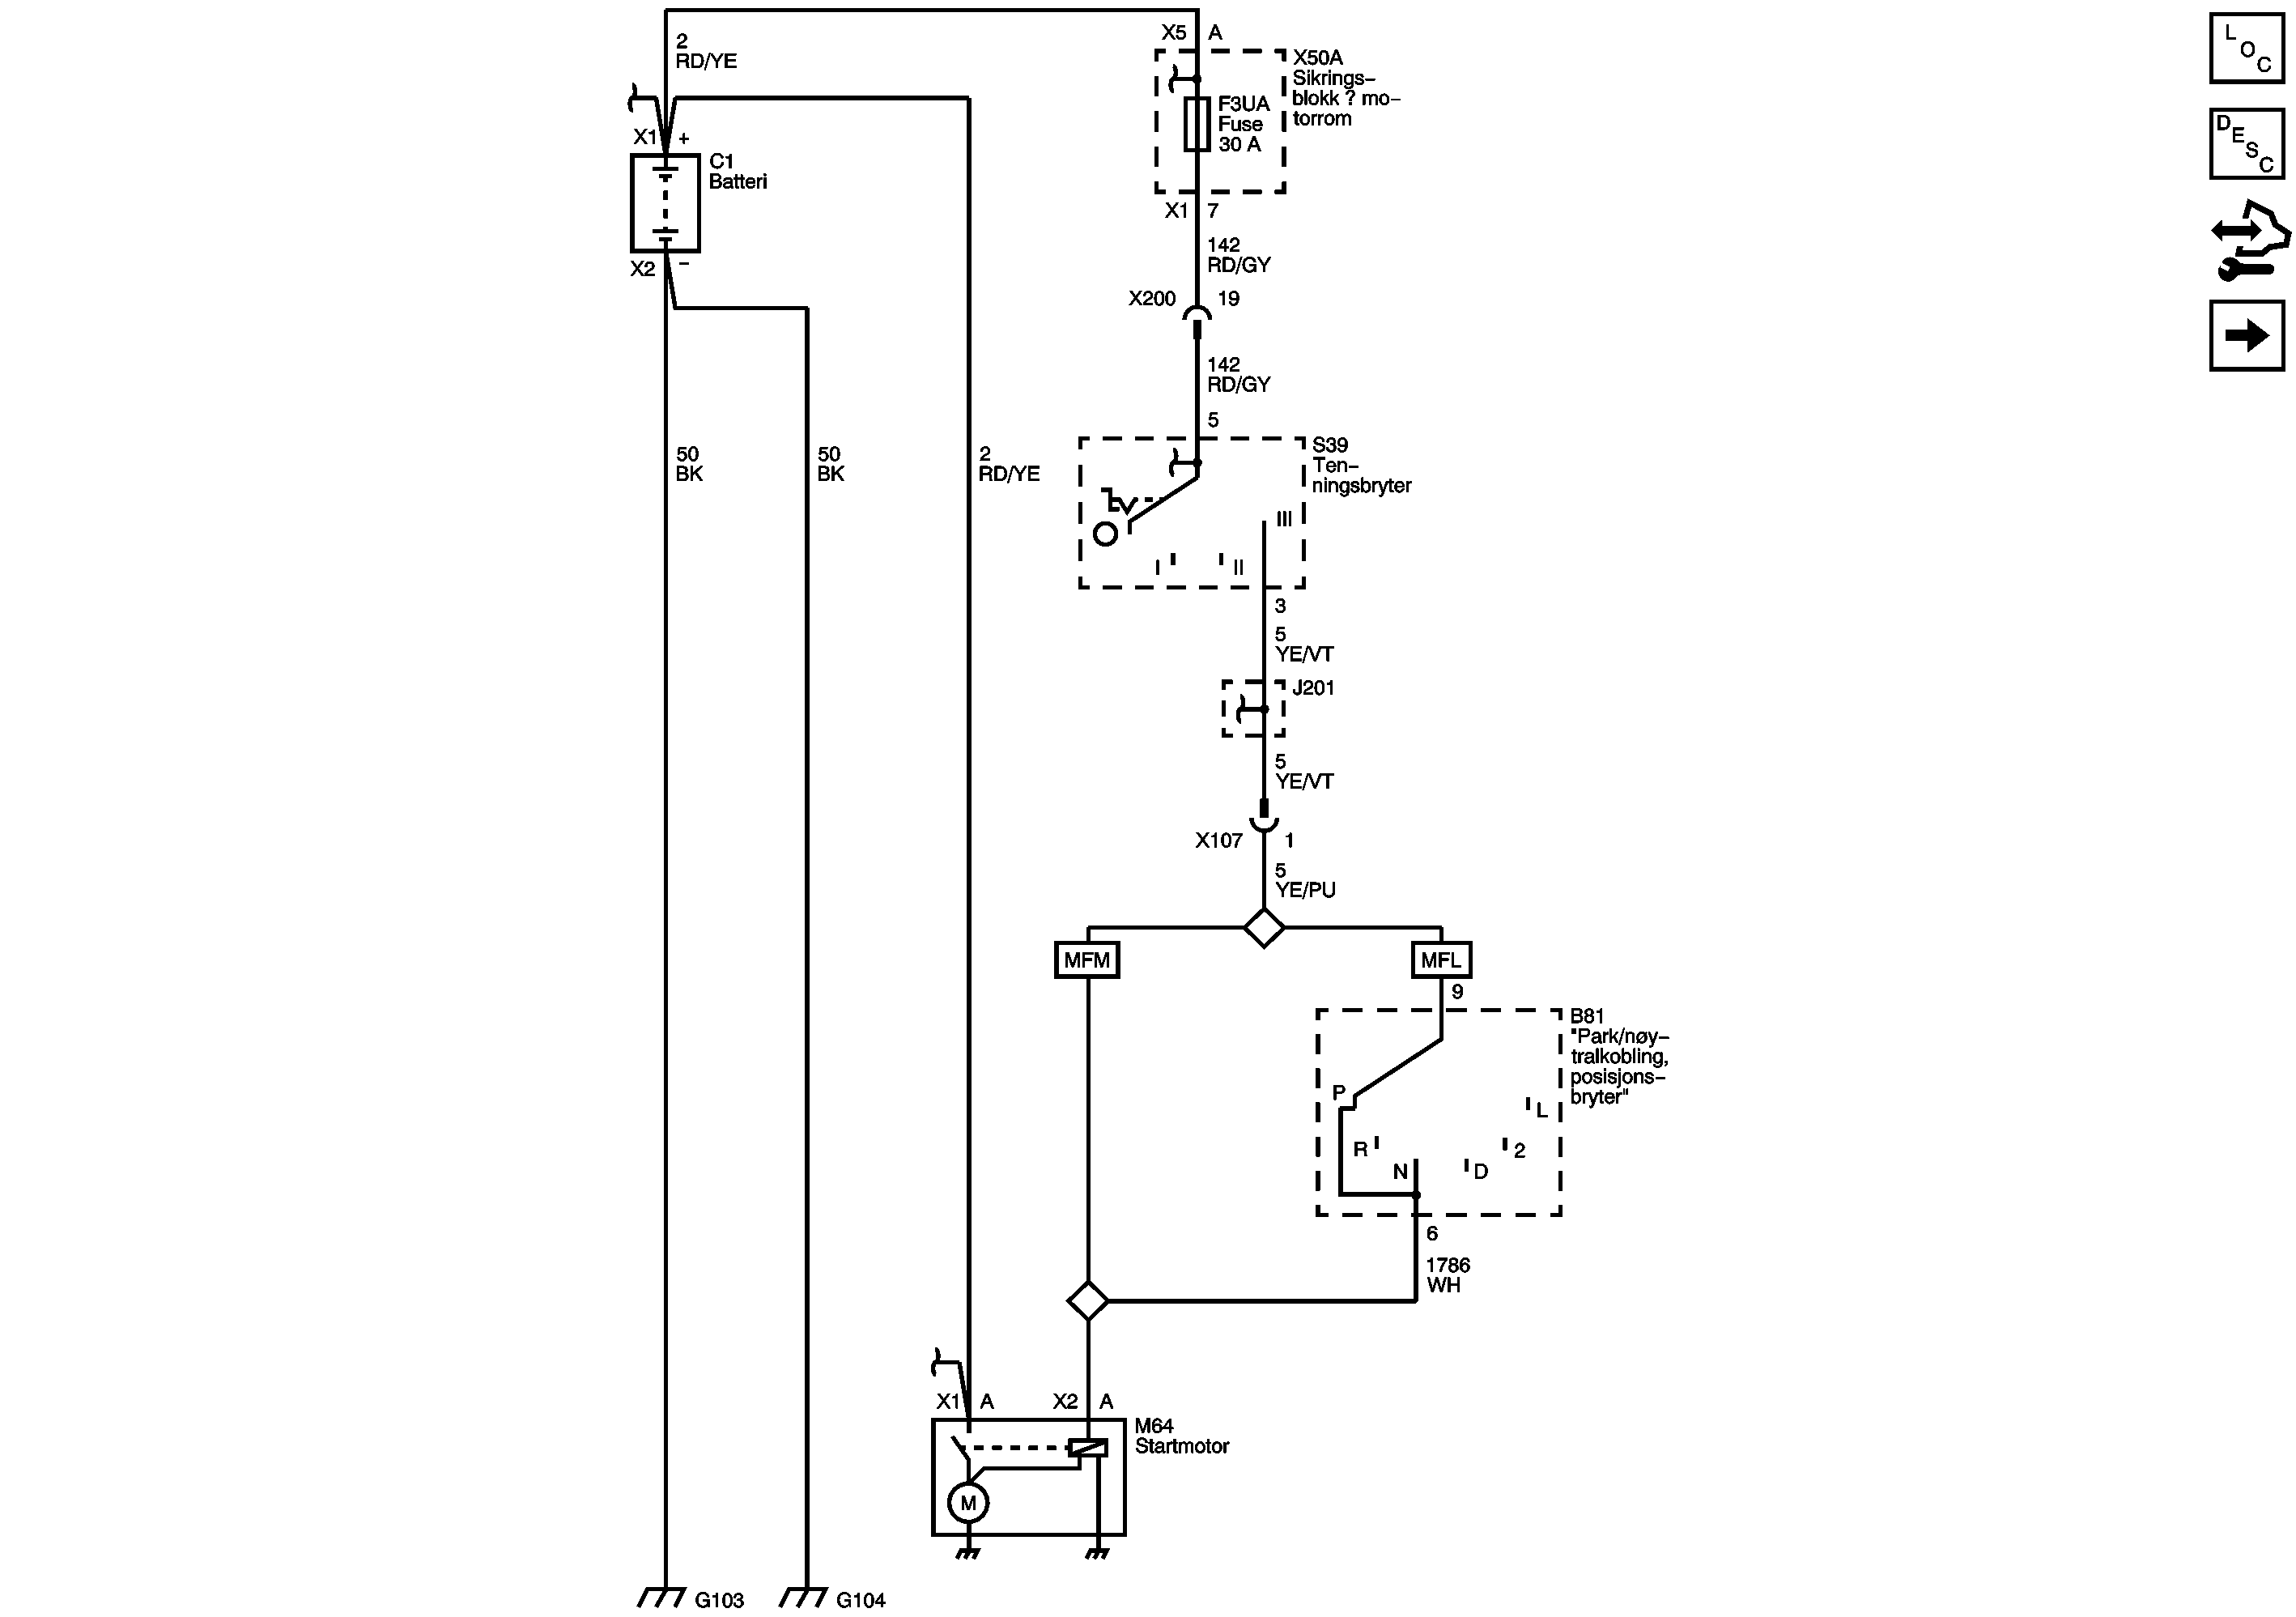 2
RD/YE
X1 +
C1
Batteri
X2 −
50
BK
50
BK
2
RD/YE
X5 A
X50A
Sikrings−
blokk ? mo−
torrom
F3UA
Fuse
30 A
X1 7
142
RD/GY
X200 19
142
RD/GY
5
S39
Ten−
ningsbryter
III
I II
3
5
YE/VT
J201
5
YE/VT
X107 1
5
YE/PU
MFM MFL
9
B81
"Park/nøy−
tralkobling,
posisjons−
bryter"
P
L
R 2
N D
6
1786
WH
X1 A X2 A
M64
Startmotor
M
G103 G104
LOC
DESC